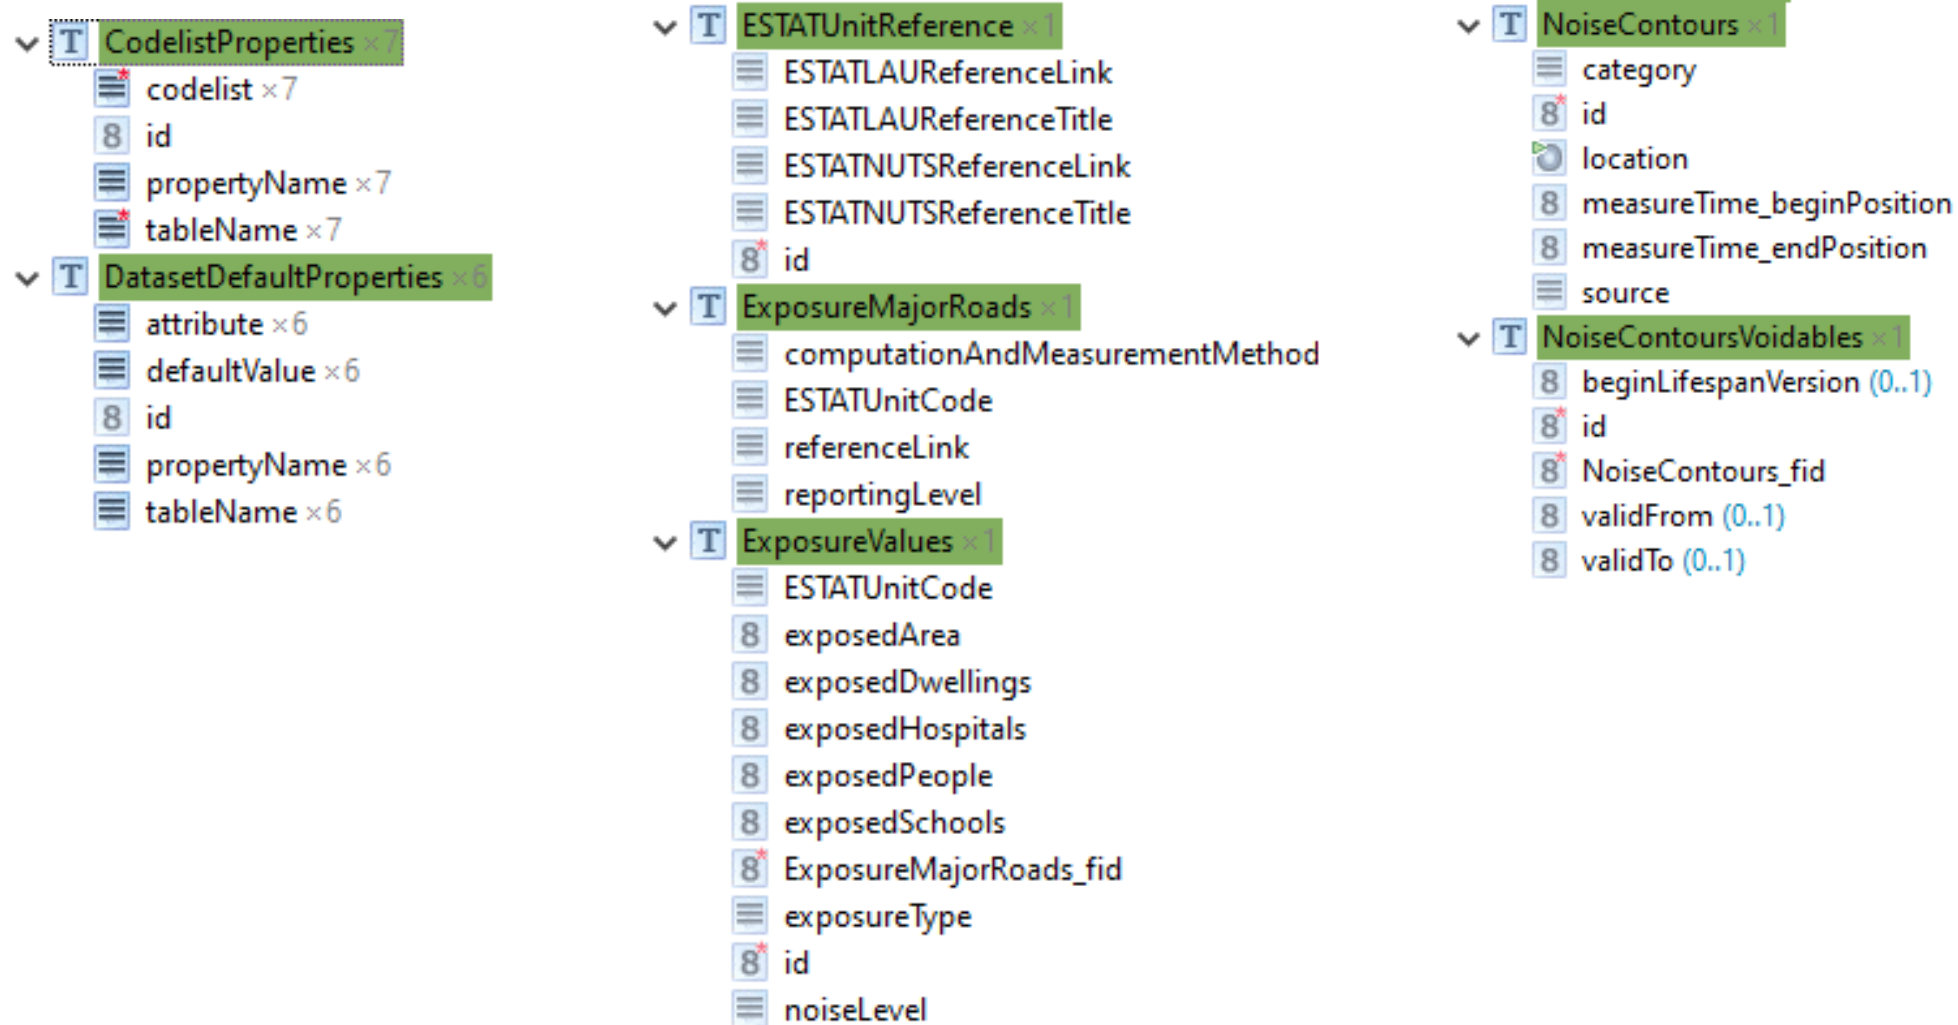 CodelistProperties ×7
codelist ×7
id
propertyName ×7
tableName ×7
DatasetDefaultProperties ×6
attribute ×6
defaultValue ×6
id
propertyName ×6
tableName ×6
ESTATUnitReference ×1
ESTATLAUReferenceLink
ESTATLAUReferenceTitle
ESTATNUTSReferenceLink
ESTATNUTSReferenceTitle
id
ExposureMajorRoads ×1
computationAndMeasurementMethod
ESTATUnitCode
referenceLink
reportingLevel
ExposureValues ×1
ESTATUnitCode
exposedArea
exposedDwellings
exposedHospitals
exposedPeople
exposedSchools
ExposureMajorRoads_fid
exposureType
id
noiseLevel
NoiseContours ×1
category
id
location
measureTime_beginPosition
measureTime_endPosition
source
NoiseContoursVoidables ×1
beginLifespanVersion (0..1)
id
NoiseContours_fid
validFrom (0..1)
validTo (0..1)